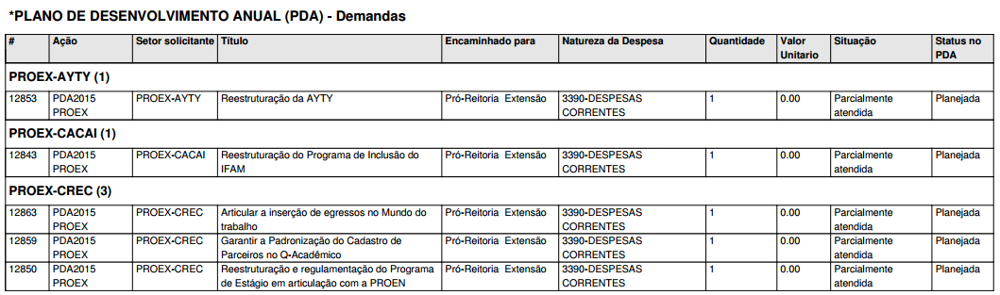 *PLANO DE DESENVOLVIMENTO ANUAL (PDA) - Demandas
# Ação Setor solicitante Título Encaminhado para Natureza da Despesa Quantidade Valor Unitario Situação Status no PDA
PROEX-AYTY (1)
12853 PDA2015 PROEX PROEX-AYTY Reestruturação da AYTY Pró-Reitoria Extensão 3390-DESPESAS CORRENTES 1 0.00 Parcialmente atendida Planejada
PROEX-CACAI (1)
12843 PDA2015 PROEX PROEX-CACAI Reestruturação do Programa de Inclusão do IFAM Pró-Reitoria Extensão 3390-DESPESAS CORRENTES 1 0.00 Parcialmente atendida Planejada
PROEX-CREC (3)
12863 PDA2015 PROEX PROEX-CREC Articular a inserção de egressos no Mundo do trabalho Pró-Reitoria Extensão 3390-DESPESAS CORRENTES 1 0.00 Parcialmente atendida Planejada
12859 PDA2015 PROEX PROEX-CREC Garantir a Padronização do Cadastro de Parceiros no Q-Acadêmico Pró-Reitoria Extensão 3390-DESPESAS CORRENTES 1 0.00 Parcialmente atendida Planejada
12850 PDA2015 PROEX PROEX-CREC Reestruturação e regulamentação do Programa de Estágio em articulação com a PROEN Pró-Reitoria Extensão 3390-DESPESAS CORRENTES 1 0.00 Parcialmente atendida Planejada